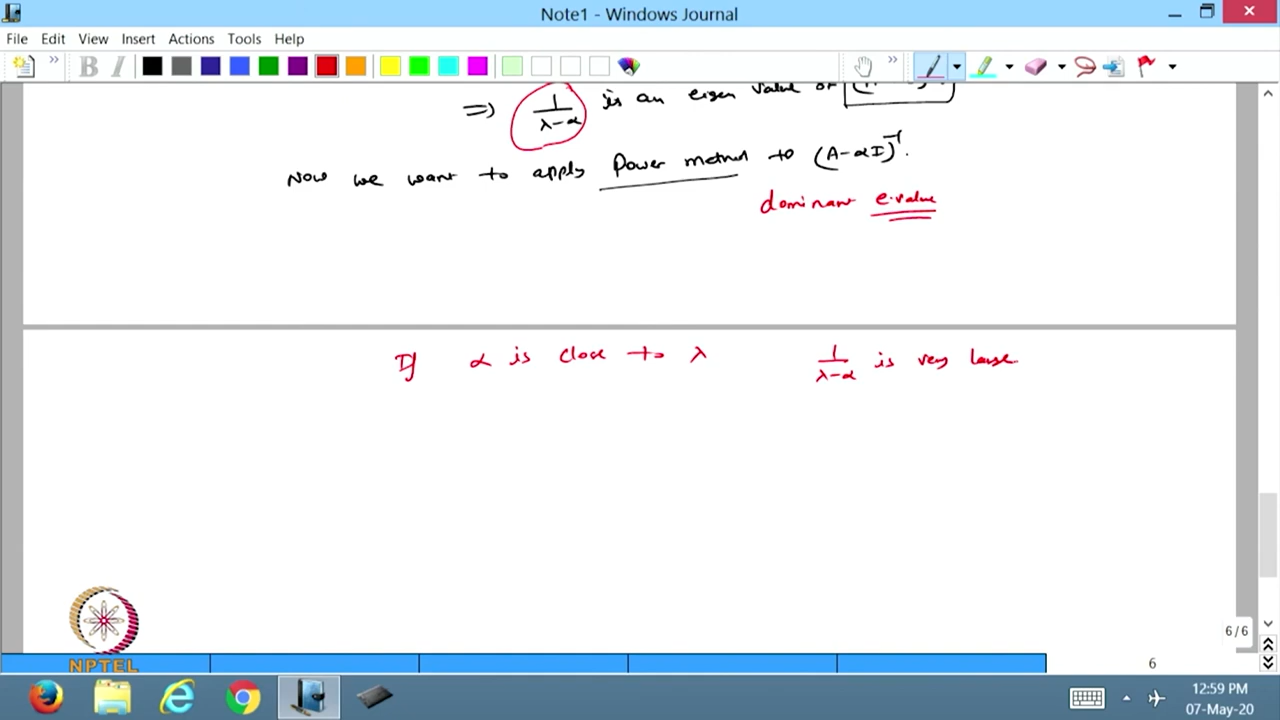 Note1 - Windows Journal
File Edit View Insert Actions Tools Help
B I
⇒ 1/(λ-α) is an eigen value of
Now we want to apply Power method to (A-αI)⁻¹.
dominant e.value
If α is close to λ 1/(λ-α) is very large.
6/6
NPTEL
6
12:59 PM
07-May-20